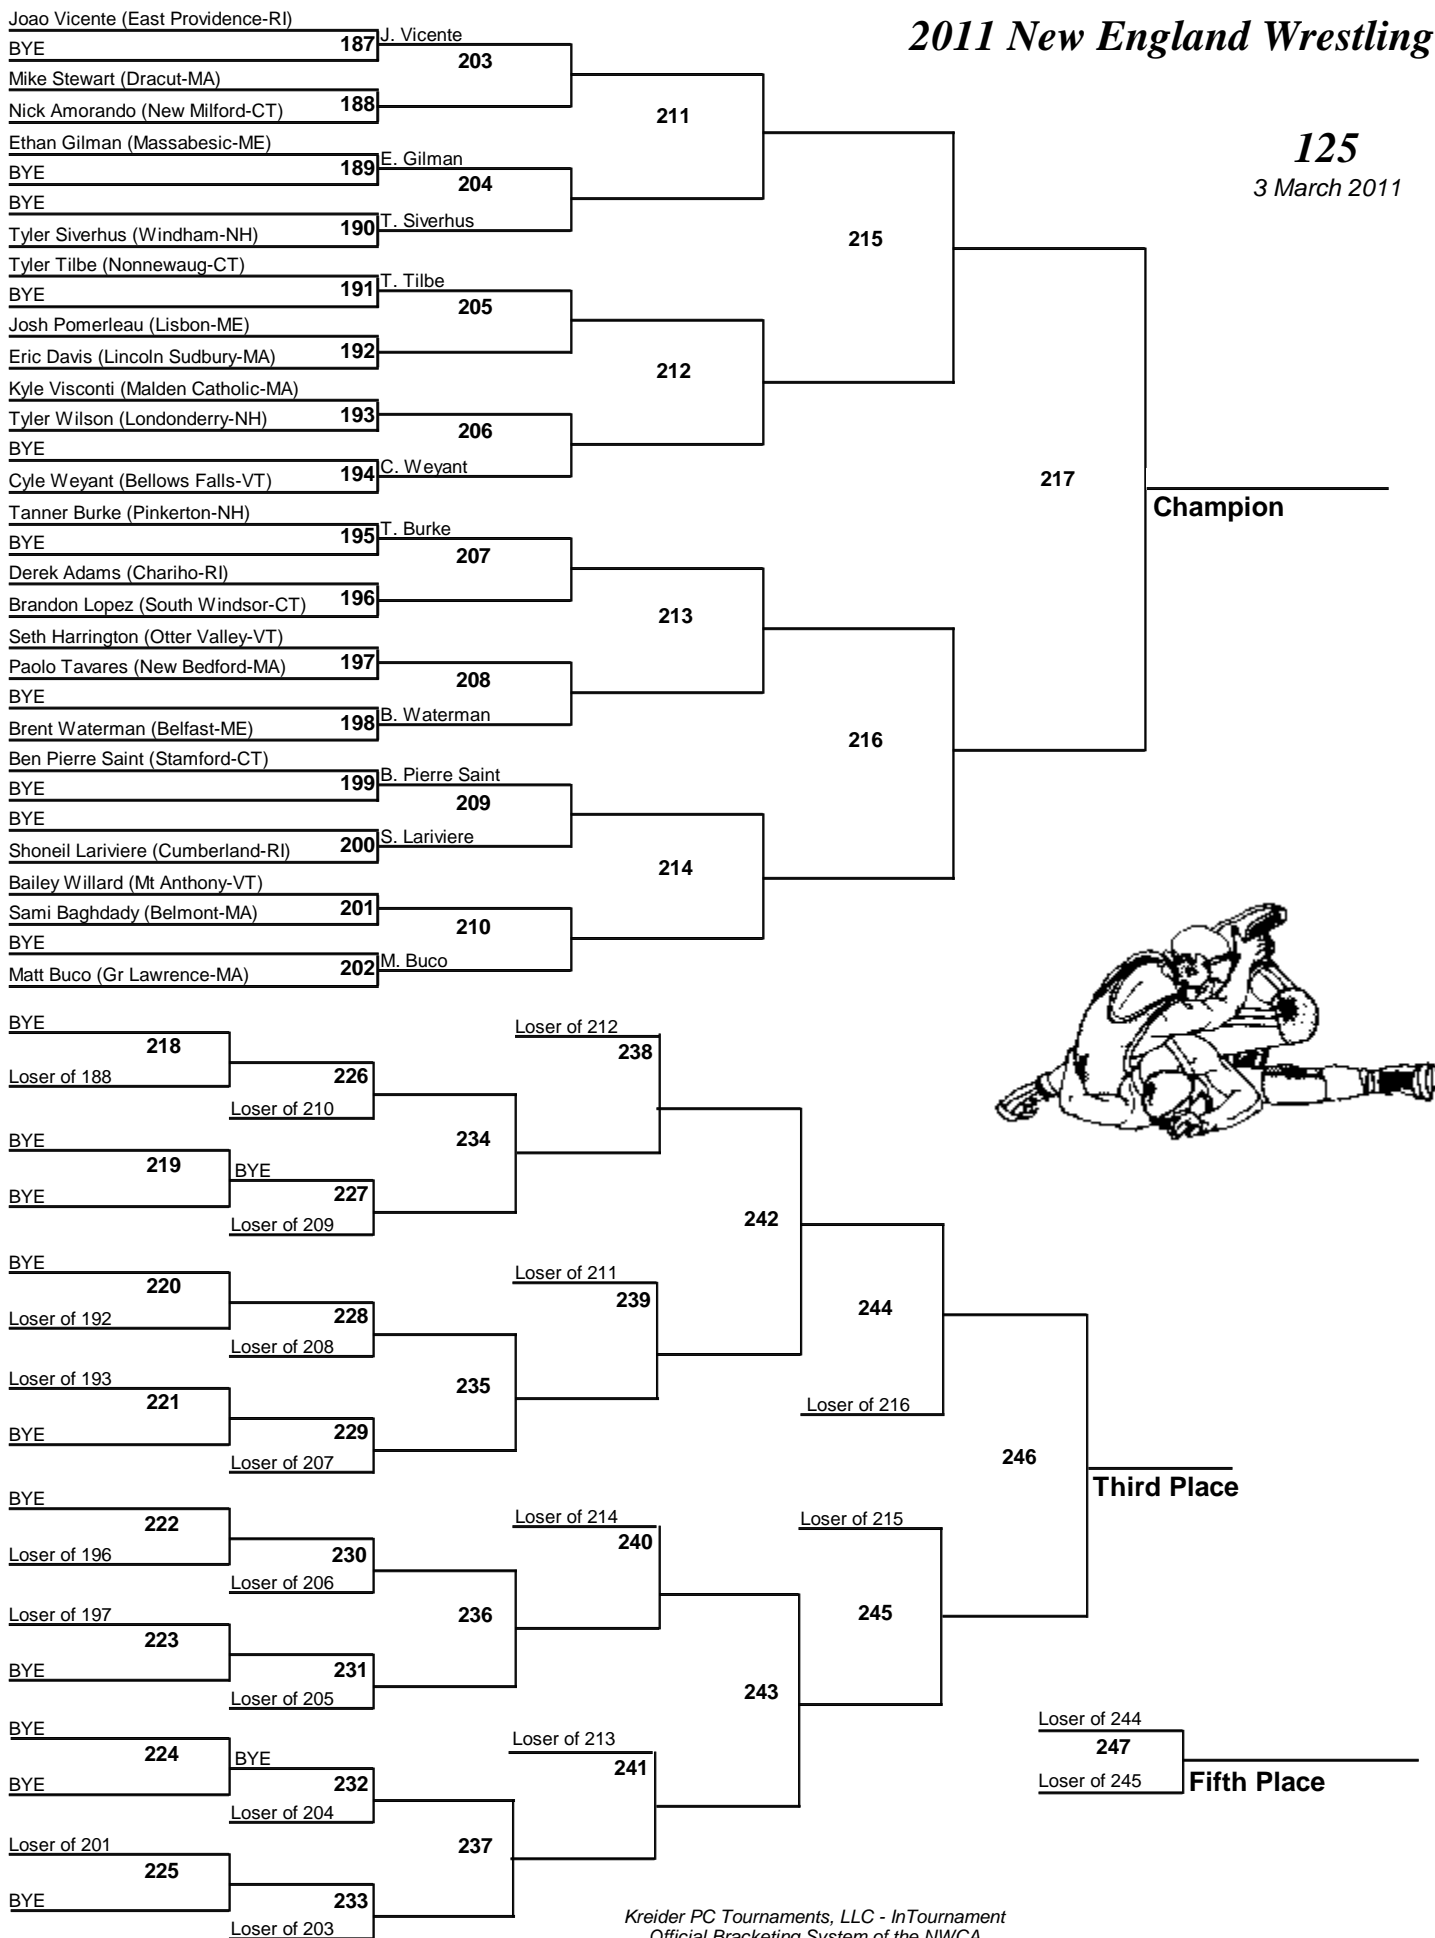 2011 New England Wrestling
125
3 March 2011
Joao Vicente (East Providence-RI)
BYE
187
J. Vicente
203
Mike Stewart (Dracut-MA)
Nick Amorando (New Milford-CT)
188
211
Ethan Gilman (Massabesic-ME)
BYE
189
E. Gilman
204
BYE
Tyler Siverhus (Windham-NH)
190
T. Siverhus
215
Tyler Tilbe (Nonnewaug-CT)
BYE
191
T. Tilbe
205
Josh Pomerleau (Lisbon-ME)
Eric Davis (Lincoln Sudbury-MA)
192
212
Kyle Visconti (Malden Catholic-MA)
Tyler Wilson (Londonderry-NH)
193
206
BYE
Cyle Weyant (Bellows Falls-VT)
194
C. Weyant
217
Champion
Tanner Burke (Pinkerton-NH)
BYE
195
T. Burke
207
Derek Adams (Chariho-RI)
Brandon Lopez (South Windsor-CT)
196
213
Seth Harrington (Otter Valley-VT)
Paolo Tavares (New Bedford-MA)
197
208
BYE
Brent Waterman (Belfast-ME)
198
B. Waterman
216
Ben Pierre Saint (Stamford-CT)
BYE
199
B. Pierre Saint
209
BYE
Shoneil Lariviere (Cumberland-RI)
200
S. Lariviere
214
Bailey Willard (Mt Anthony-VT)
Sami Baghdady (Belmont-MA)
201
210
BYE
Matt Buco (Gr Lawrence-MA)
202
M. Buco
BYE
218
Loser of 188
226
Loser of 210
Loser of 212
238
234
BYE
219
BYE
BYE
227
Loser of 209
242
BYE
220
Loser of 192
228
Loser of 208
Loser of 211
239
244
235
Loser of 193
221
BYE
229
Loser of 207
Loser of 216
246
Third Place
BYE
222
Loser of 196
230
Loser of 206
Loser of 214
240
Loser of 215
245
236
Loser of 197
223
BYE
231
Loser of 205
243
BYE
224
BYE
BYE
232
Loser of 204
Loser of 213
241
Loser of 244
247
Loser of 245
Fifth Place
237
Loser of 201
225
BYE
233
Loser of 203
Kreider PC Tournaments, LLC - InTournament
Official Bracketing System of the NWCA